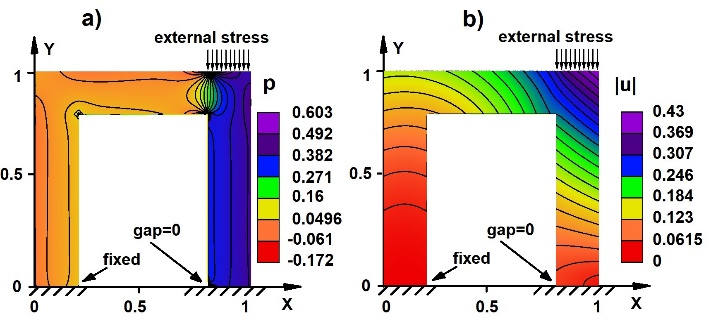 a)
external stress
Y
1
0.5
0
gap=0
fixed
0
0.5
1
X
p
0.603
0.492
0.382
0.271
0.16
0.0496
-0.061
-0.172
b)
external stress
Y
1
0.5
0
gap=0
fixed
0
0.5
1
X
|u|
0.43
0.369
0.307
0.246
0.184
0.123
0.0615
0